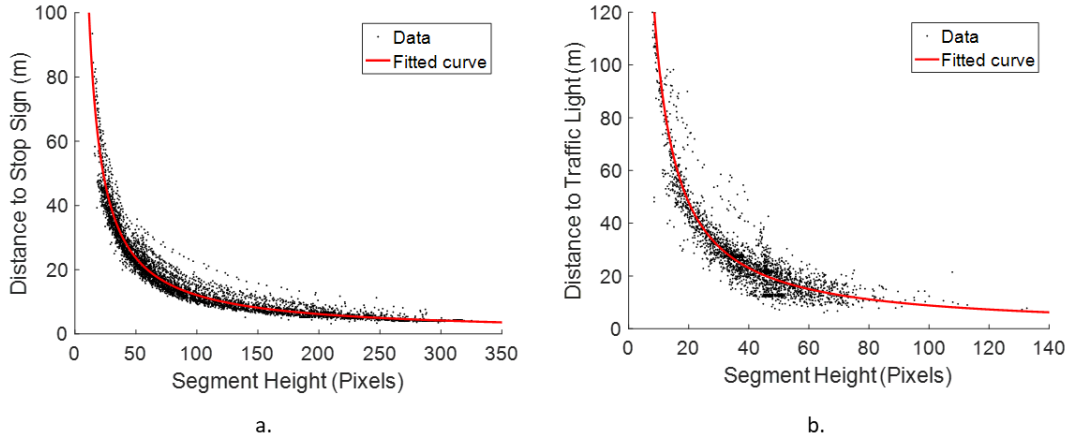 100
80
60
40
20
0
0 50 100 150 200 250 300 350
Distance to Stop Sign (m)
Segment Height (Pixels)
Data
Fitted curve
a.
120
100
80
60
40
20
0
0 20 40 60 80 100 120 140
Distance to Traffic Light (m)
Segment Height (Pixels)
Data
Fitted curve
b.